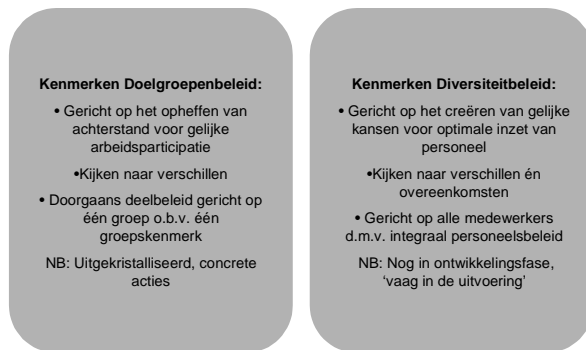 Kenmerken Doelgroepenbeleid:
• Gericht op het opheffen van
achterstand voor gelijke
arbeidsparticipatie
•Kijken naar verschillen
• Doorgaans deelbeleid gericht op
één groep o.b.v. één
groepskenmerk
NB: Uitgekristalliseerd, concrete
acties
Kenmerken Diversiteitbeleid:
• Gericht op het creëren van gelijke
kansen voor optimale inzet van
personeel
•Kijken naar verschillen én
overeenkomsten
• Gericht op alle medewerkers
d.m.v. integraal personeelsbeleid
NB: Nog in ontwikkelingsfase,
‘vaag in de uitvoering’